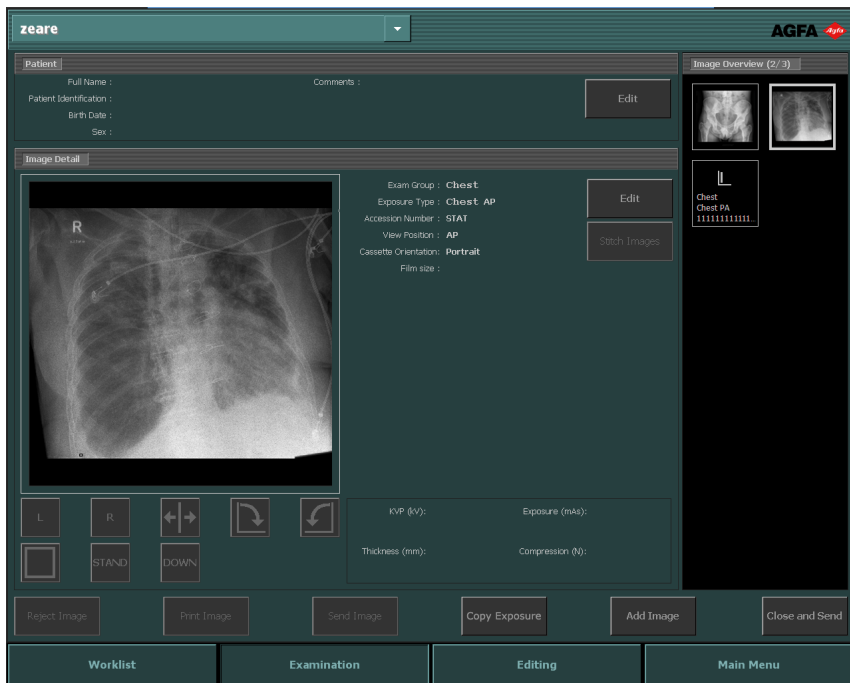 zeare
AGFA
Agfa
Patient
Full Name :
Comments :
Patient Identification :
Birth Date :
Sex :
Edit
Image Overview (2/3)
Image Detail
R
Exam Group : Chest
Exposure Type : Chest AP
Accession Number : STAT
View Position : AP
Cassette Orientation: Portrait
Film size :
Edit
Stitch Images
L
Chest
Chest PA
111111111111...
L
R
STAND
DOWN
KVP (kV):
Exposure (mAs):
Thickness (mm):
Compression (N):
Reject Image
Print Image
Send Image
Copy Exposure
Add Image
Close and Send
Worklist
Examination
Editing
Main Menu